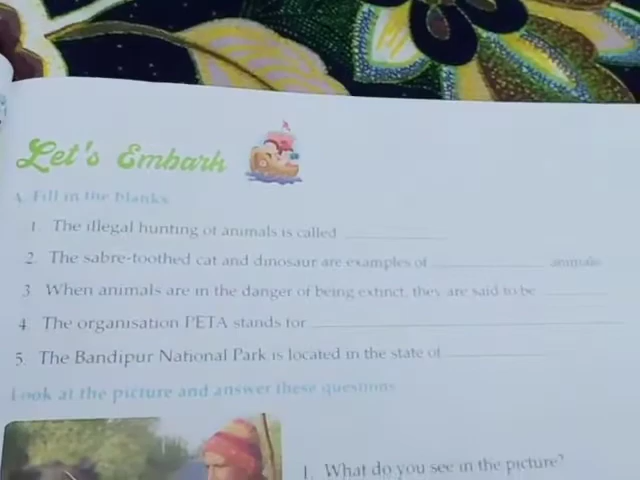 Let's Embark
A. Fill in the blanks
1. The illegal hunting of animals is called
2. The sabre-toothed cat and dinosaur are examples of animals
3. When animals are in the danger of being extinct, they are said to be
4. The organisation PETA stands for
5. The Bandipur National Park is located in the state of
Look at the picture and answer these questions
1. What do you see in the picture?